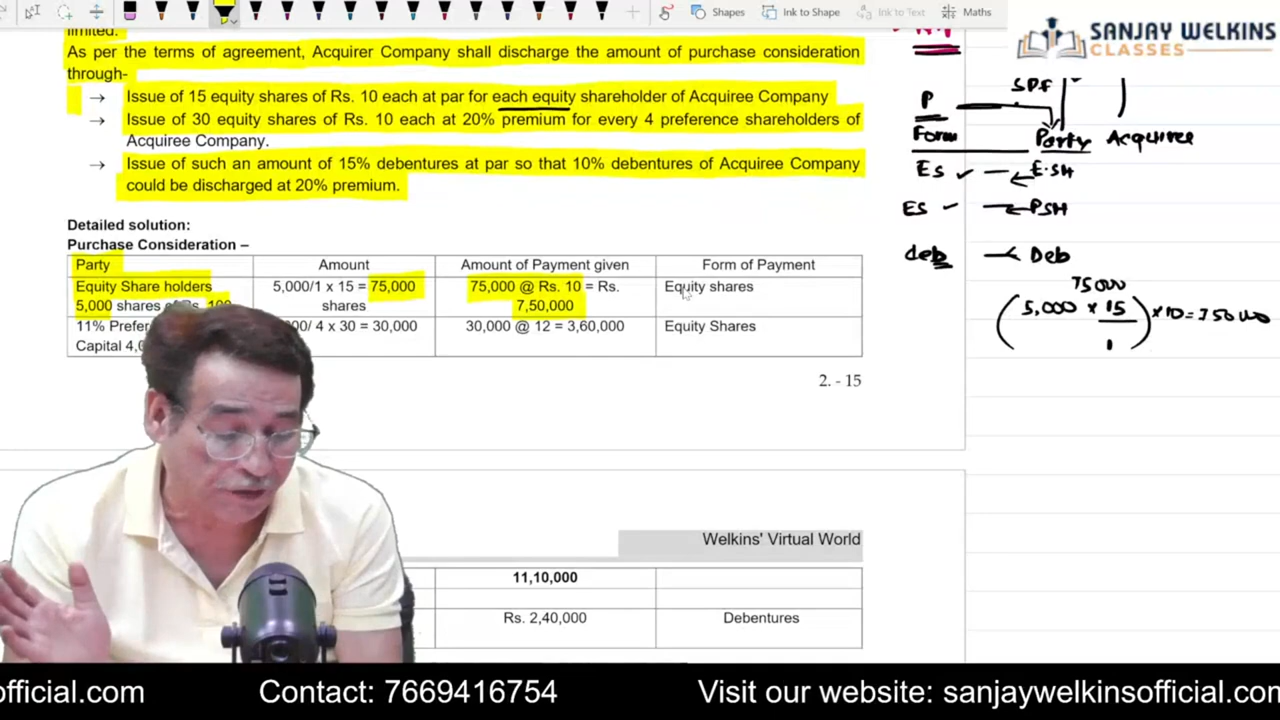 Shapes
Ink to Shape
Ink to Text
Maths
SANJAY WELKINS
CLASSES
limited.
As per the terms of agreement, Acquirer Company shall discharge the amount of purchase consideration
through-
→ Issue of 15 equity shares of Rs. 10 each at par for each equity shareholder of Acquiree Company
→ Issue of 30 equity shares of Rs. 10 each at 20% premium for every 4 preference shareholders of
Acquiree Company.
→ Issue of such an amount of 15% debentures at par so that 10% debentures of Acquiree Company
could be discharged at 20% premium.
Detailed solution:
Purchase Consideration –
Party Amount Amount of Payment given Form of Payment
Equity Share holders 5,000/1 x 15 = 75,000 75,000 @ Rs. 10 = Rs. Equity shares
5,000 shares of Rs. 100 shares 7,50,000
11% Prefer / 4 x 30 = 30,000 30,000 @ 12 = 3,60,000 Equity Shares
Capital 4,0
2. - 15
Welkins' Virtual World
11,10,000
Rs. 2,40,000 Debentures
S.P.F
P
Form Party Acquiree
ES ✓ E.SH
ES ✓ PSH
deb Deb
75000
(5,000 × 15/1) × 10 =
official.com Contact: 7669416754 Visit our website: sanjaywelkinsofficial.com